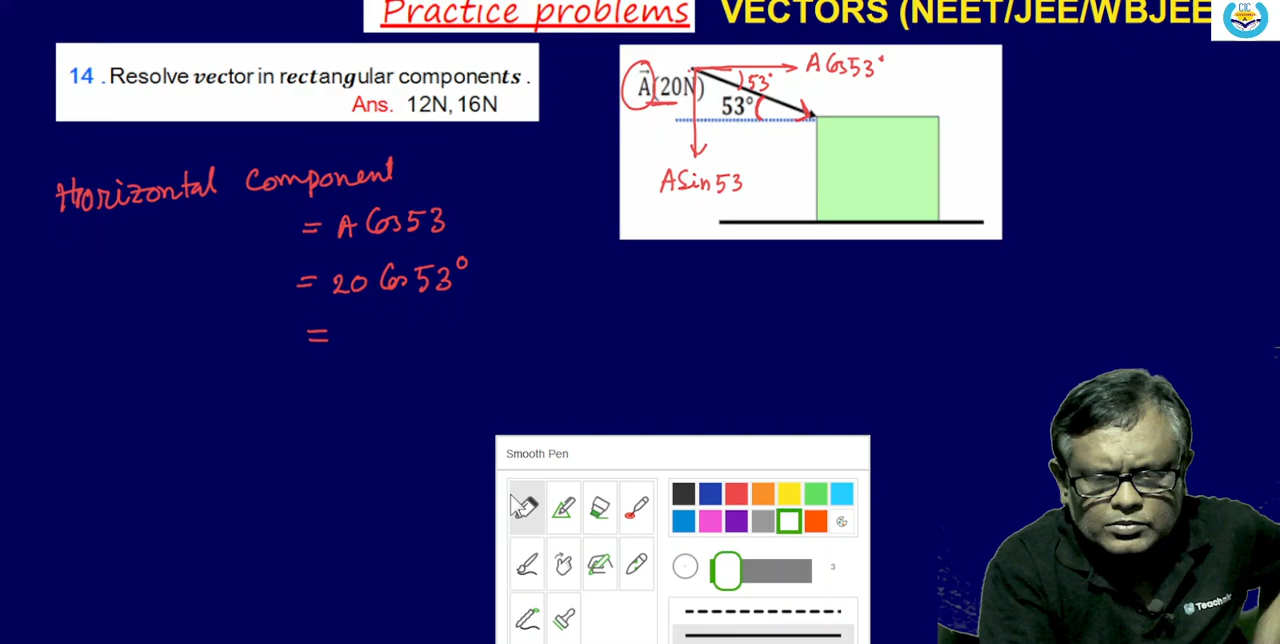 Practice problems
VECTORS (NEET/JEE/WBJEE
CIC
14 . Resolve vector in rectangular components .
Ans. 12N, 16N
A (20N)
53°
53°
A Cos 53°
A Sin 53
Horizontal Component
= A Cos 53
= 20 Cos 53°
=
Smooth Pen
3